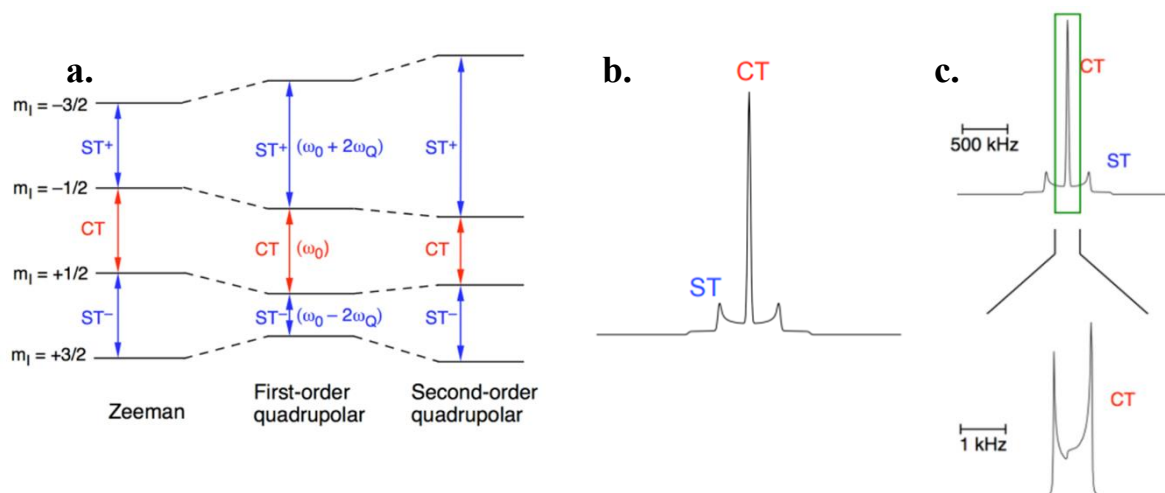 a.
m_I = −3/2
ST⁺
ST⁺ (ω₀ + 2ω_Q)
ST⁺
m_I = −1/2
CT
CT (ω₀)
CT
m_I = +1/2
ST⁻
ST⁻ (ω₀ − 2ω_Q)
ST⁻
m_I = +3/2
Zeeman
First-order
quadrupolar
Second-order
quadrupolar
b.
CT
ST
c.
CT
500 kHz
ST
CT
1 kHz